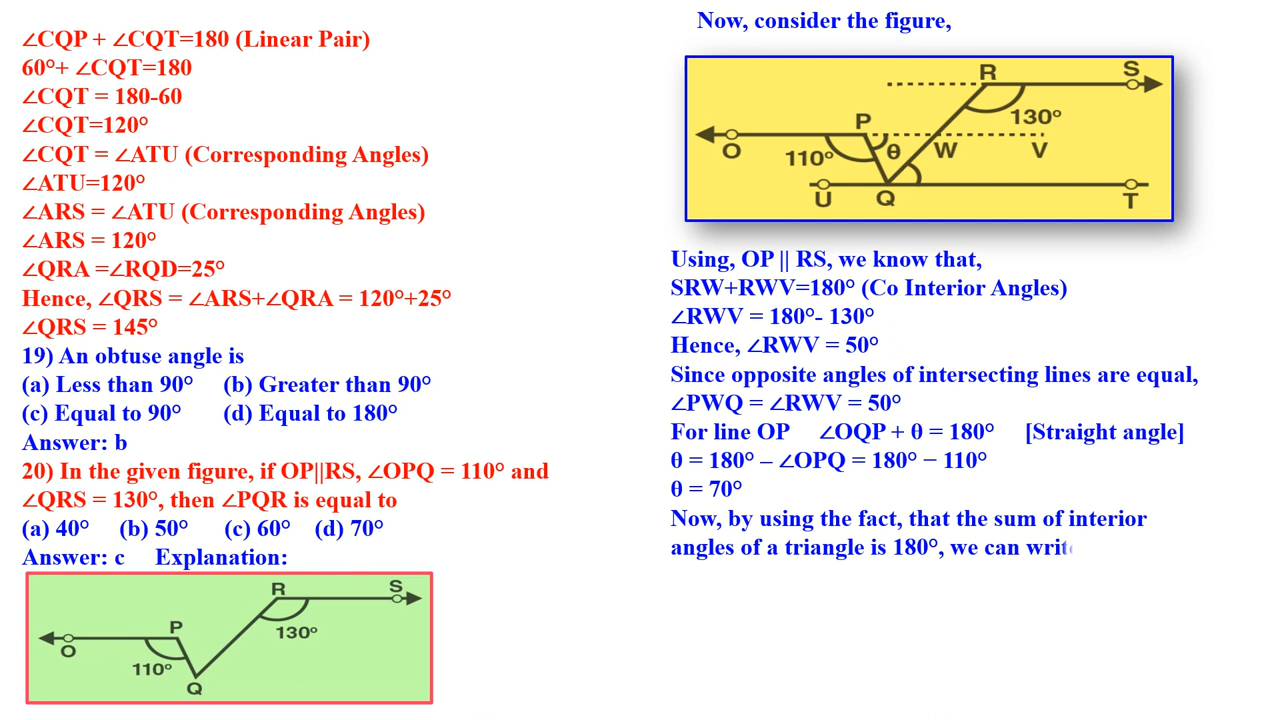 ∠CQP + ∠CQT=180 (Linear Pair)
60°+ ∠CQT=180
∠CQT = 180-60
∠CQT=120°
∠CQT = ∠ATU (Corresponding Angles)
∠ATU=120°
∠ARS = ∠ATU (Corresponding Angles)
∠ARS = 120°
∠QRA =∠RQD=25°
Hence, ∠QRS = ∠ARS+∠QRA = 120°+25°
∠QRS = 145°
19) An obtuse angle is
(a) Less than 90° (b) Greater than 90°
(c) Equal to 90° (d) Equal to 180°
Answer: b
20) In the given figure, if OP||RS, ∠OPQ = 110° and
∠QRS = 130°, then ∠PQR is equal to
(a) 40° (b) 50° (c) 60° (d) 70°
Answer: c Explanation:
R S
P
O
130°
110°
Q
Now, consider the figure,
R S
130°
P
O 110° θ W V
U Q T
Using, OP || RS, we know that,
SRW+RWV=180° (Co Interior Angles)
∠RWV = 180°- 130°
Hence, ∠RWV = 50°
Since opposite angles of intersecting lines are equal,
∠PWQ = ∠RWV = 50°
For line OP ∠OQP + θ = 180° [Straight angle]
θ = 180° – ∠OPQ = 180° − 110°
θ = 70°
Now, by using the fact, that the sum of interior
angles of a triangle is 180°, we can write